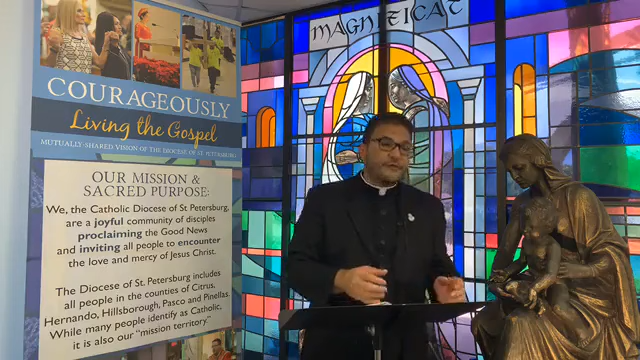 MAGNIFICAT
COURAGEOUSLY
Living the Gospel
MUTUALLY-SHARED VISION OF THE DIOCESE OF ST. PETERSBURG
OUR MISSION &
SACRED PURPOSE:
We, the Catholic Diocese of St Petersburg,
are a joyful community of disciples
proclaiming the Good News
and inviting all people to encounter
the love and mercy of Jesus Christ.
The Diocese of St. Petersburg includes
all people in the counties of Citrus,
Hernando, Hillsborough, Pasco and Pinellas.
While many people identify as Catholic,
it is also our “mission territory.”